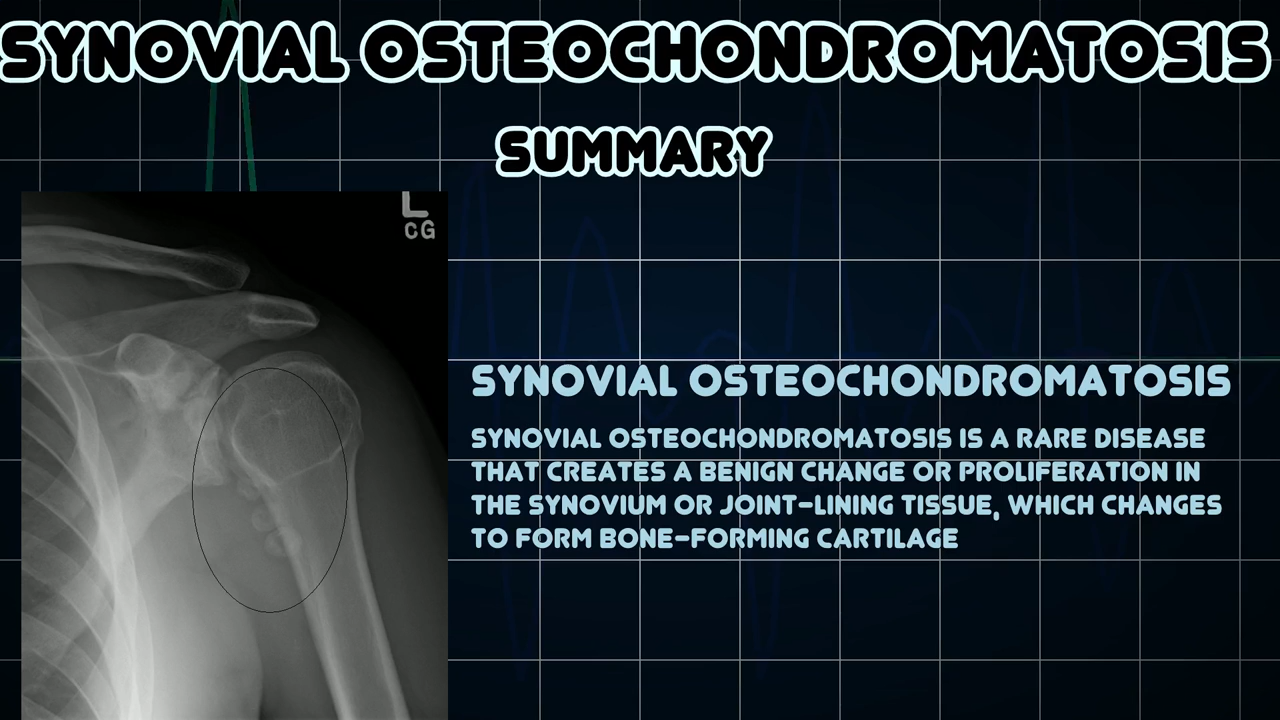 SYNOVIAL OSTEOCHONDROMATOSIS
SUMMARY
L
CG
SYNOVIAL OSTEOCHONDROMATOSIS
SYNOVIAL OSTEOCHONDROMATOSIS IS A RARE DISEASE
THAT CREATES A BENIGN CHANGE OR PROLIFERATION IN
THE SYNOVIUM OR JOINT-LINING TISSUE, WHICH CHANGES
TO FORM BONE-FORMING CARTILAGE